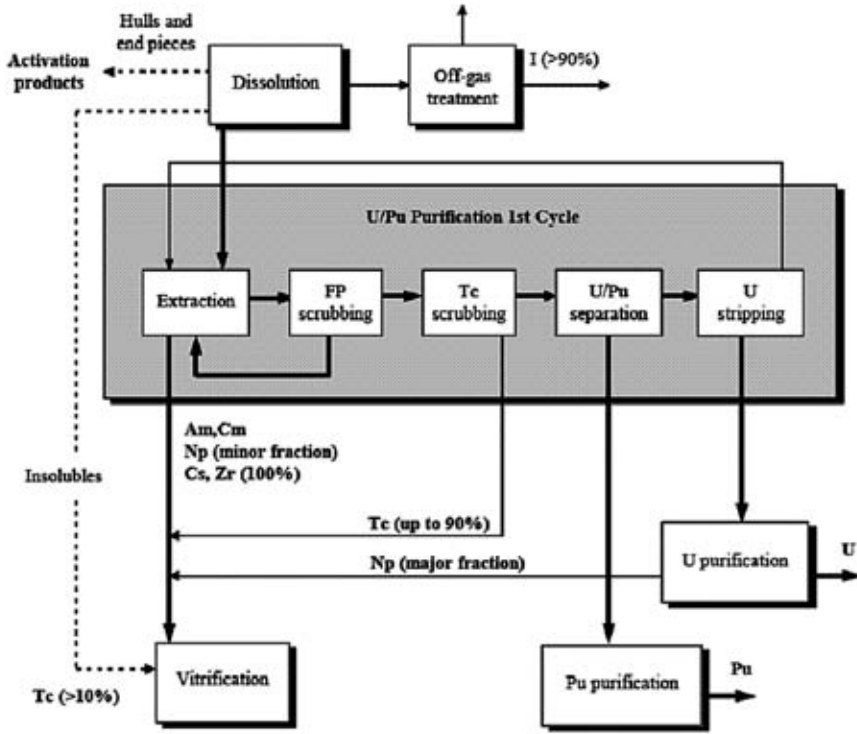 Hulls and
end pieces
Activation
products
Dissolution
Off-gas
treatment
I (>90%)
U/Pu Purification 1st Cycle
Extraction
FP
scrubbing
Tc
scrubbing
U/Pu
separation
U
stripping
Am,Cm
Np (minor fraction)
Cs, Zr (100%)
Insolubles
Tc (up to 90%)
Np (major fraction)
U purification
U
Vitrification
Tc (>10%)
Pu purification
Pu